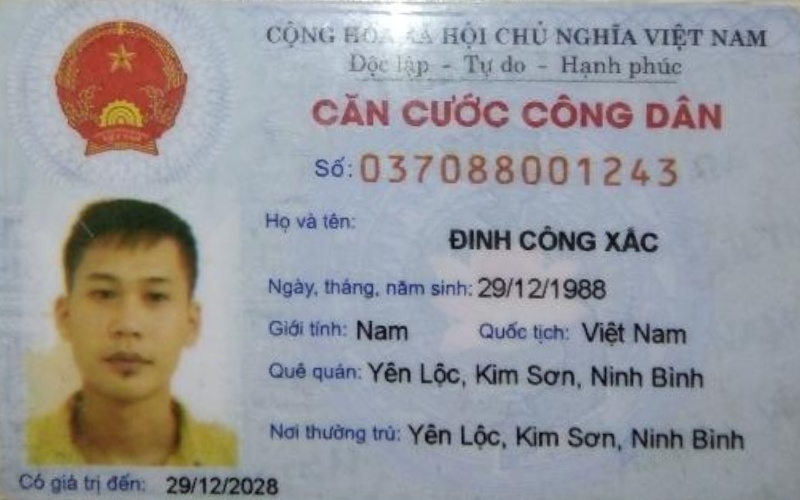 CỘNG HÒA XÃ HỘI CHỦ NGHĨA VIỆT NAM
Độc lập - Tự do - Hạnh phúc
CĂN CƯỚC CÔNG DÂN
Số: 037088001243
Họ và tên:
ĐINH CÔNG XẮC
Ngày, tháng, năm sinh: 29/12/1988
Giới tính: Nam Quốc tịch: Việt Nam
Quê quán: Yên Lộc, Kim Sơn, Ninh Bình
Nơi thường trú: Yên Lộc, Kim Sơn, Ninh Bình
Có giá trị đến: 29/12/2028